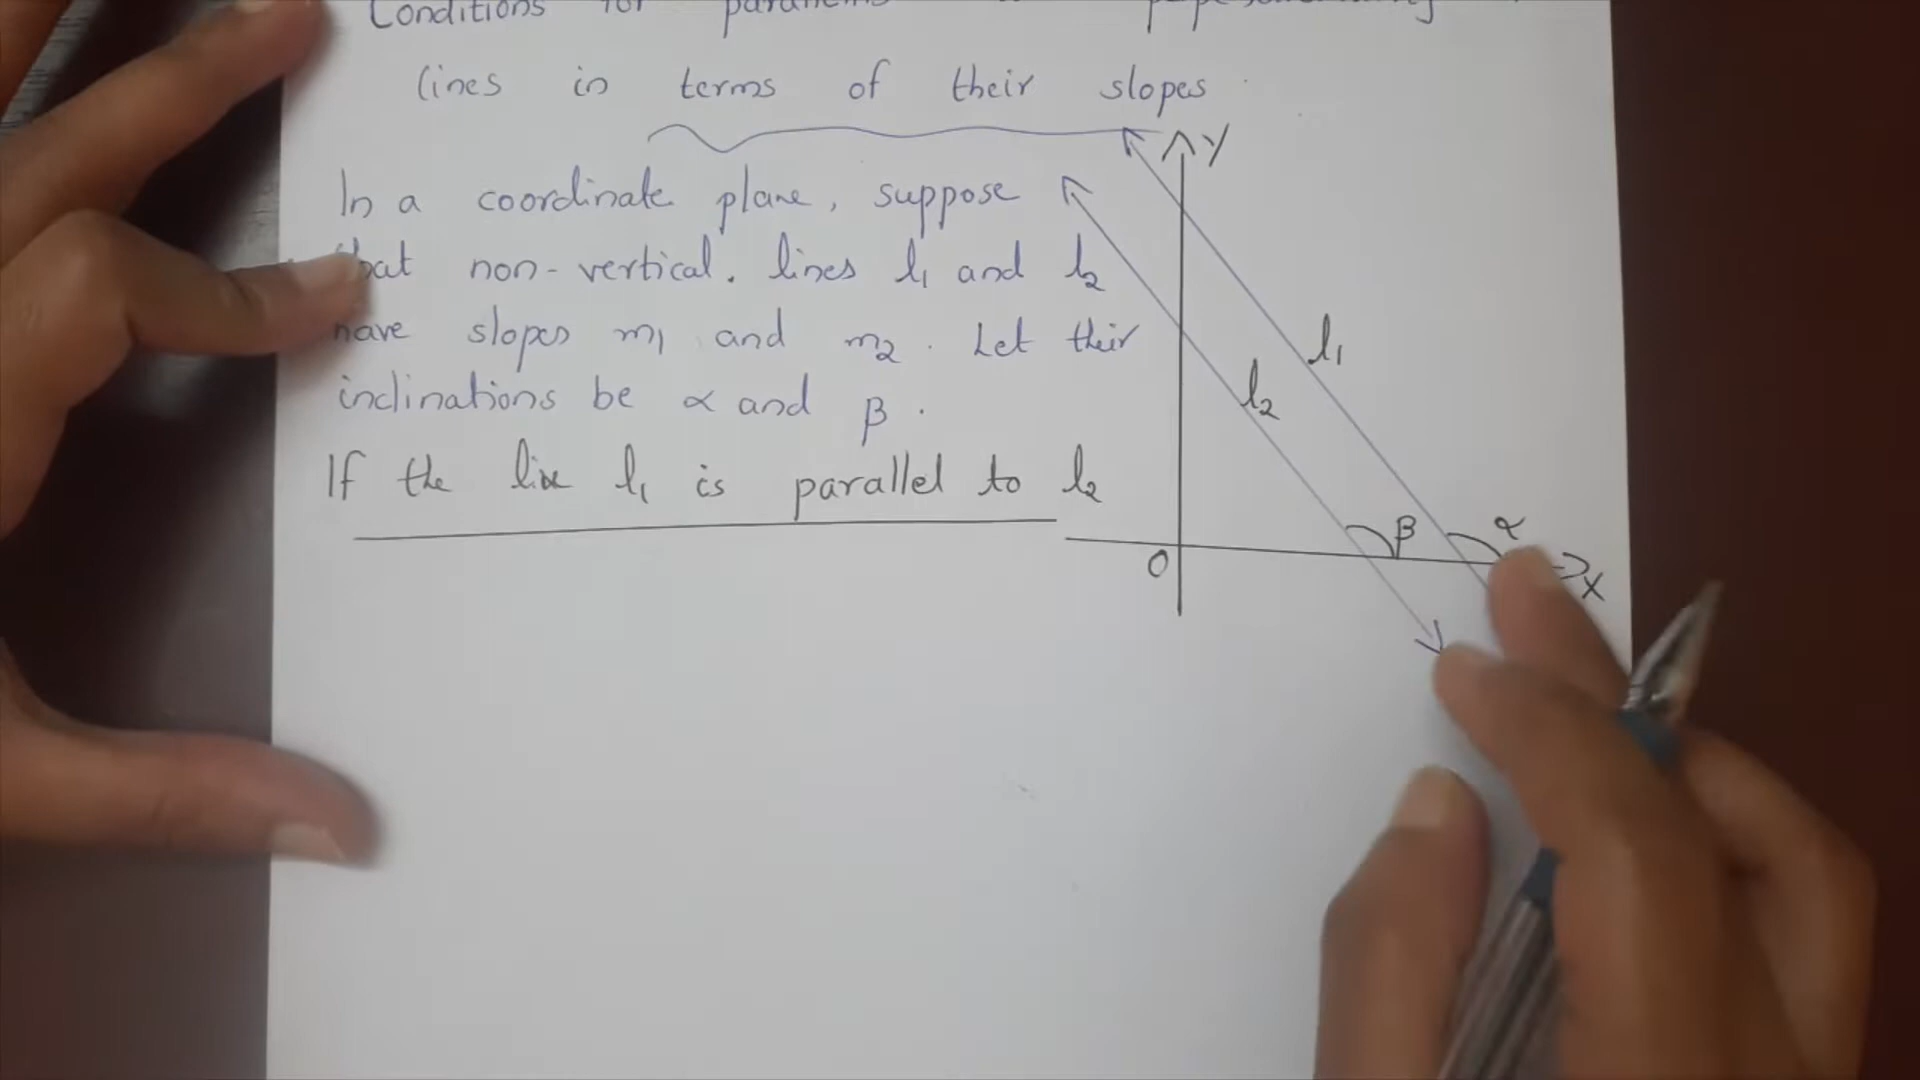 Conditions for
lines in terms of their slopes.
In a coordinate plane, suppose
that non-vertical. lines l₁ and l₂
have slopes m₁ and m₂. Let their
inclinations be α and β.
If the line l₁ is parallel to l₂
Y
l₁
l₂
β α
O X